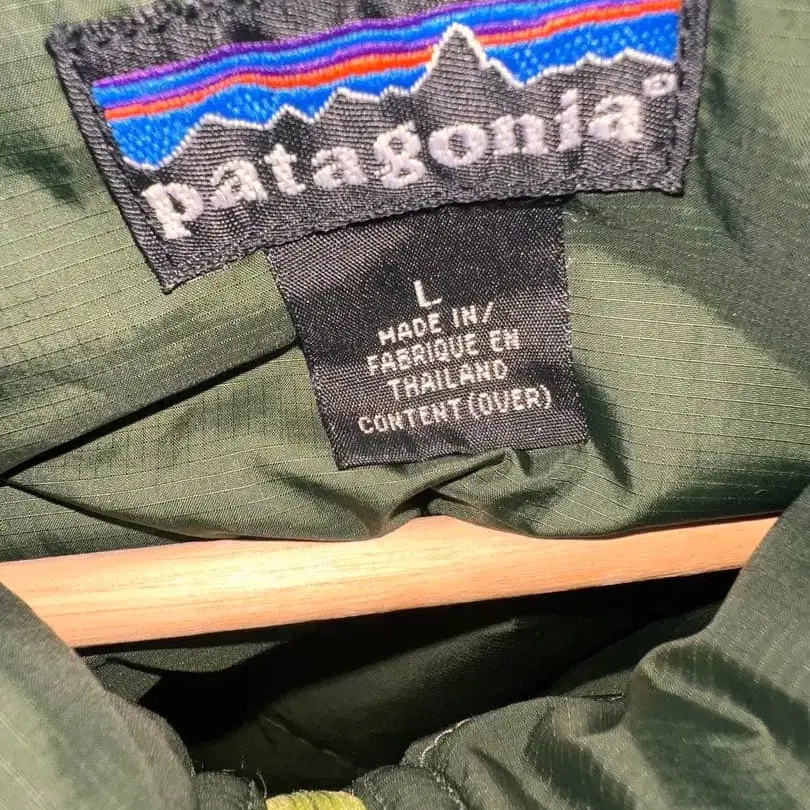 patagonia
L
MADE IN/
FABRIQUE EN
THAILAND
CONTENT (OVER)